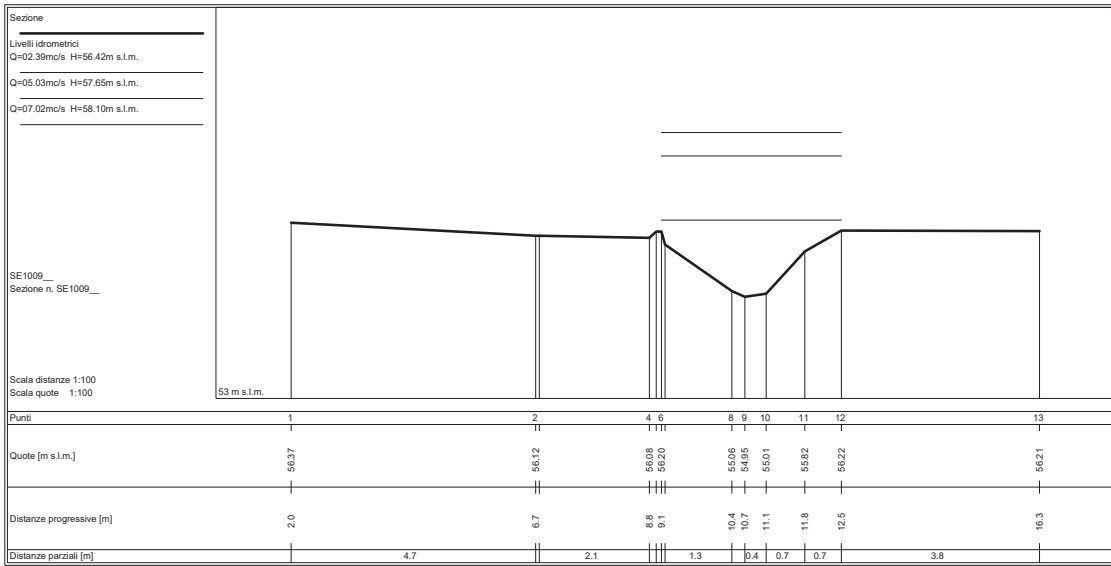 Sezione
Livelli idrometrici
Q=02.39mc/s H=56.42m s.l.m.
Q=05.03mc/s H=57.65m s.l.m.
Q=07.02mc/s H=58.10m s.l.m.
SE1009__
Sezione n. SE1009__
Scala distanze 1:100
Scala quote 1:100
53 m s.l.m.
Punti 1 2 4 6 8 9 10 11 12 13
Quote [m s.l.m.] 56.37 56.12 56.08 56.20 55.06 54.95 55.01 55.82 56.22 56.21
Distanze progressive [m] 2.0 6.7 8.8 9.1 10.4 10.7 11.1 11.8 12.5 16.3
Distanze parziali [m] 4.7 2.1 1.3 0.4 0.7 0.7 3.8